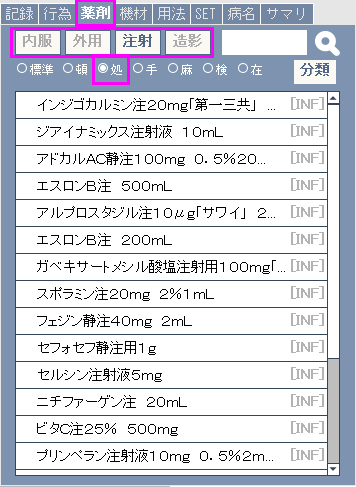 記録 行為 薬剤 機材 用法 SET 病名 サマリ
内服 外用 注射 造影
標準 頓 処 手 麻 検 在 分類
インジゴカルミン注20mg「第一三共」 ... [INF]
ジアイナミックス注射液 10mL [INF]
アドカルAC静注100mg 0.5%20... [INF]
エスロンB注 500mL [INF]
アルプロスタジル注10μg「サワイ」 2... [INF]
エスロンB注 200mL [INF]
ガベキサートメシル酸塩注射用100mg「... [INF]
スポラミン注20mg 2%1mL [INF]
フェジン静注40mg 2mL [INF]
セフォセフ静注用1g [INF]
セルシン注射液5mg [INF]
ニチファーゲン注 20mL [INF]
ビタC注25% 500mg [INF]
プリンペラン注射液10mg 0.5%2m... [INF]